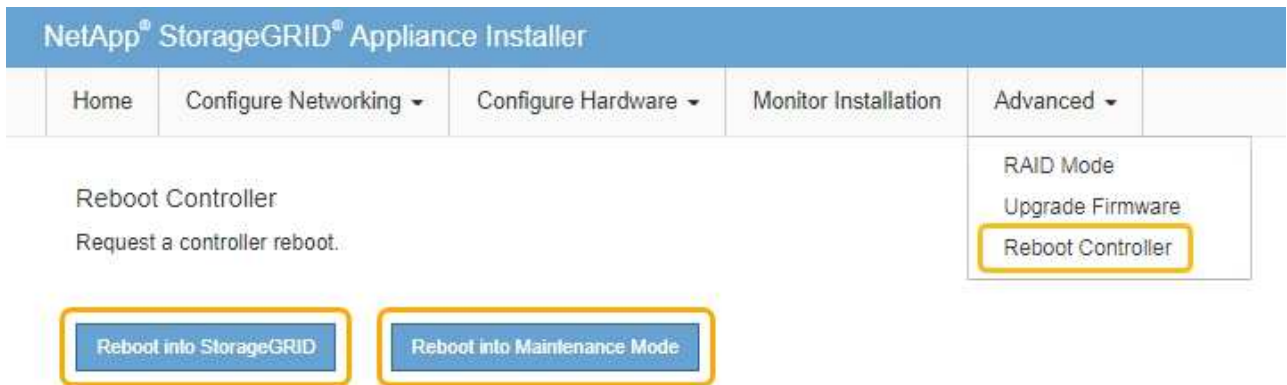 NetApp® StorageGRID® Appliance Installer
Home Configure Networking Configure Hardware Monitor Installation Advanced
RAID Mode
Upgrade Firmware
Reboot Controller
Reboot Controller
Request a controller reboot.
Reboot into StorageGRID Reboot into Maintenance Mode